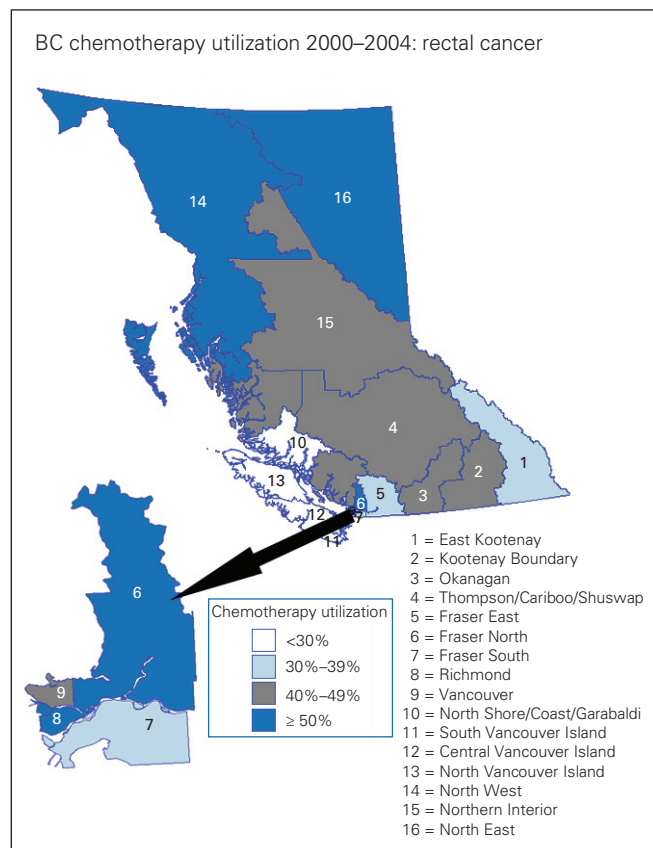 BC chemotherapy utilization 2000–2004: rectal cancer
14
16
15
10
4
1
13
2
5
3
6
12
7
11
6
9
8
7
Chemotherapy utilization
<30%
30%–39%
40%–49%
≥ 50%
1 = East Kootenay
2 = Kootenay Boundary
3 = Okanagan
4 = Thompson/Cariboo/Shuswap
5 = Fraser East
6 = Fraser North
7 = Fraser South
8 = Richmond
9 = Vancouver
10 = North Shore/Coast/Garabaldi
11 = South Vancouver Island
12 = Central Vancouver Island
13 = North Vancouver Island
14 = North West
15 = Northern Interior
16 = North East